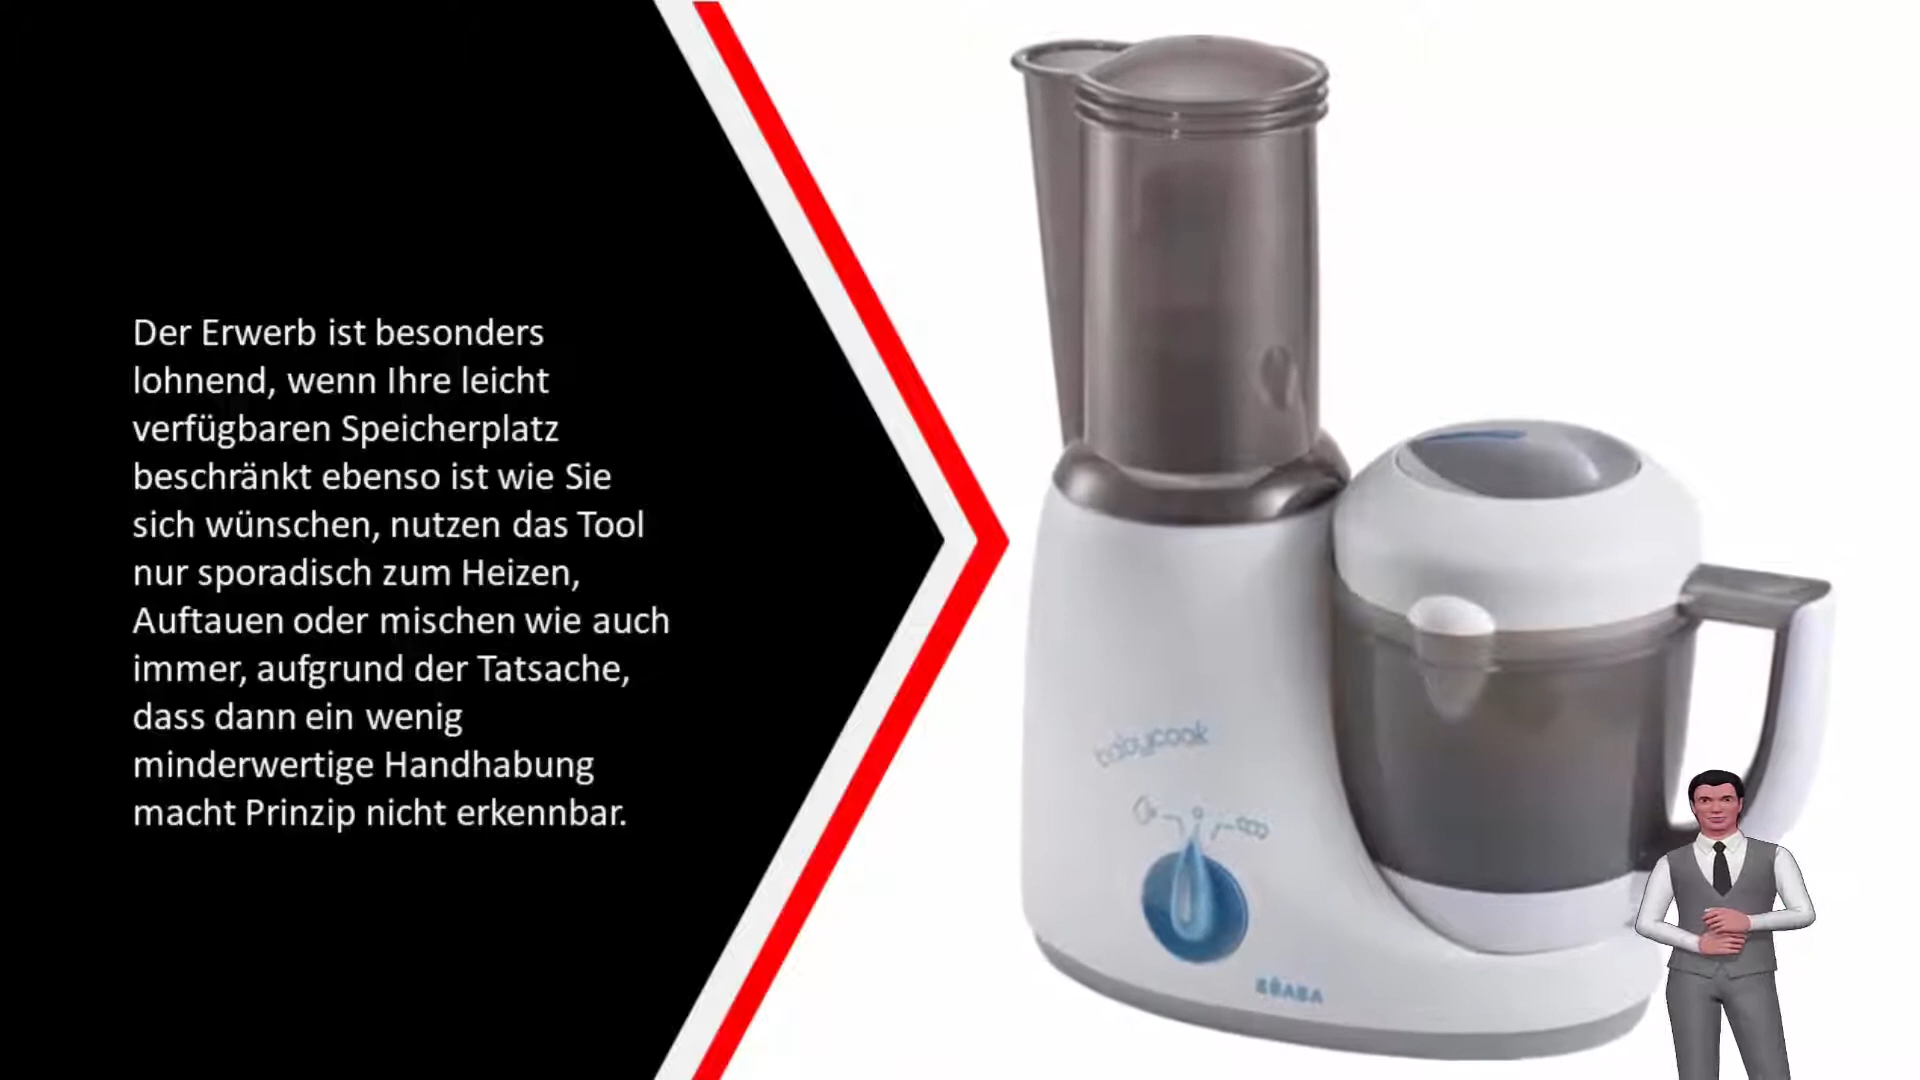 Der Erwerb ist besonders
lohnend, wenn Ihre leicht
verfügbaren Speicherplatz
beschränkt ebenso ist wie Sie
sich wünschen, nutzen das Tool
nur sporadisch zum Heizen,
Auftauen oder mischen wie auch
immer, aufgrund der Tatsache,
dass dann ein wenig
minderwertige Handhabung
macht Prinzip nicht erkennbar.
babycook
BÉABA